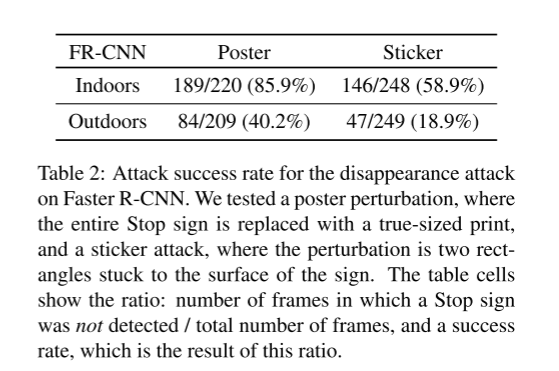 FR-CNN Poster Sticker
Indoors 189/220 (85.9%) 146/248 (58.9%)
Outdoors 84/209 (40.2%) 47/249 (18.9%)
Table 2: Attack success rate for the disappearance attack
on Faster R-CNN. We tested a poster perturbation, where
the entire Stop sign is replaced with a true-sized print,
and a sticker attack, where the perturbation is two rect-
angles stuck to the surface of the sign. The table cells
show the ratio: number of frames in which a Stop sign
was not detected / total number of frames, and a success
rate, which is the result of this ratio.